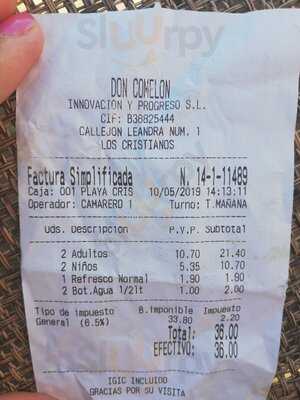 Sluurpy
DON COMELON
INNOVACION Y PROGRESO S.L.
CIF: B38825444
CALLEJON LEANDRA NUM. 1
LOS CRISTIANOS
Factura Simplificada N. 14-1-11489
Caja: 001 PLAYA CRIS 10/05/2019 14:13:11
Operador: CAMARERO 1 Turno: T.MAÑANA
Uds. Descripcion P.V.P. Subtotal
2 Adultos 10.70 21.40
2 Niños 5.35 10.70
1 Refresco Normal 1.90 1.90
2 Bot.Agua 1/2lt 1.00 2.00
Tipo de impuesto B.imponible Impuesto
General (6.5%) 33.80 2.20
Total: 36.00
EFECTIVO: 36.00
IGIC INCLUIDO
GRACIAS POR SU VISITA